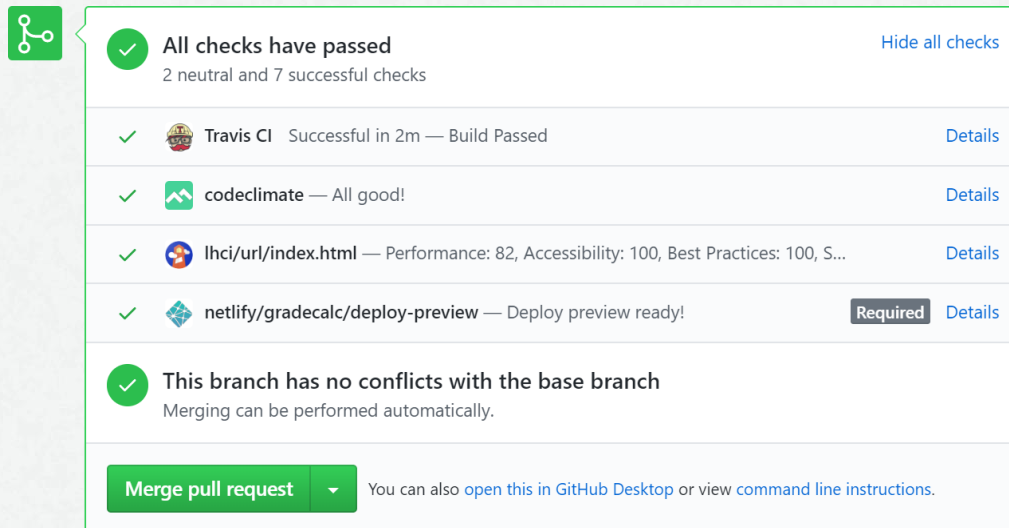 All checks have passed
Hide all checks
2 neutral and 7 successful checks
Travis CI Successful in 2m — Build Passed
Details
codeclimate — All good!
Details
lhci/url/index.html — Performance: 82, Accessibility: 100, Best Practices: 100, S...
Details
netlify/gradecalc/deploy-preview — Deploy preview ready!
Required
Details
This branch has no conflicts with the base branch
Merging can be performed automatically.
Merge pull request
You can also open this in GitHub Desktop or view command line instructions.